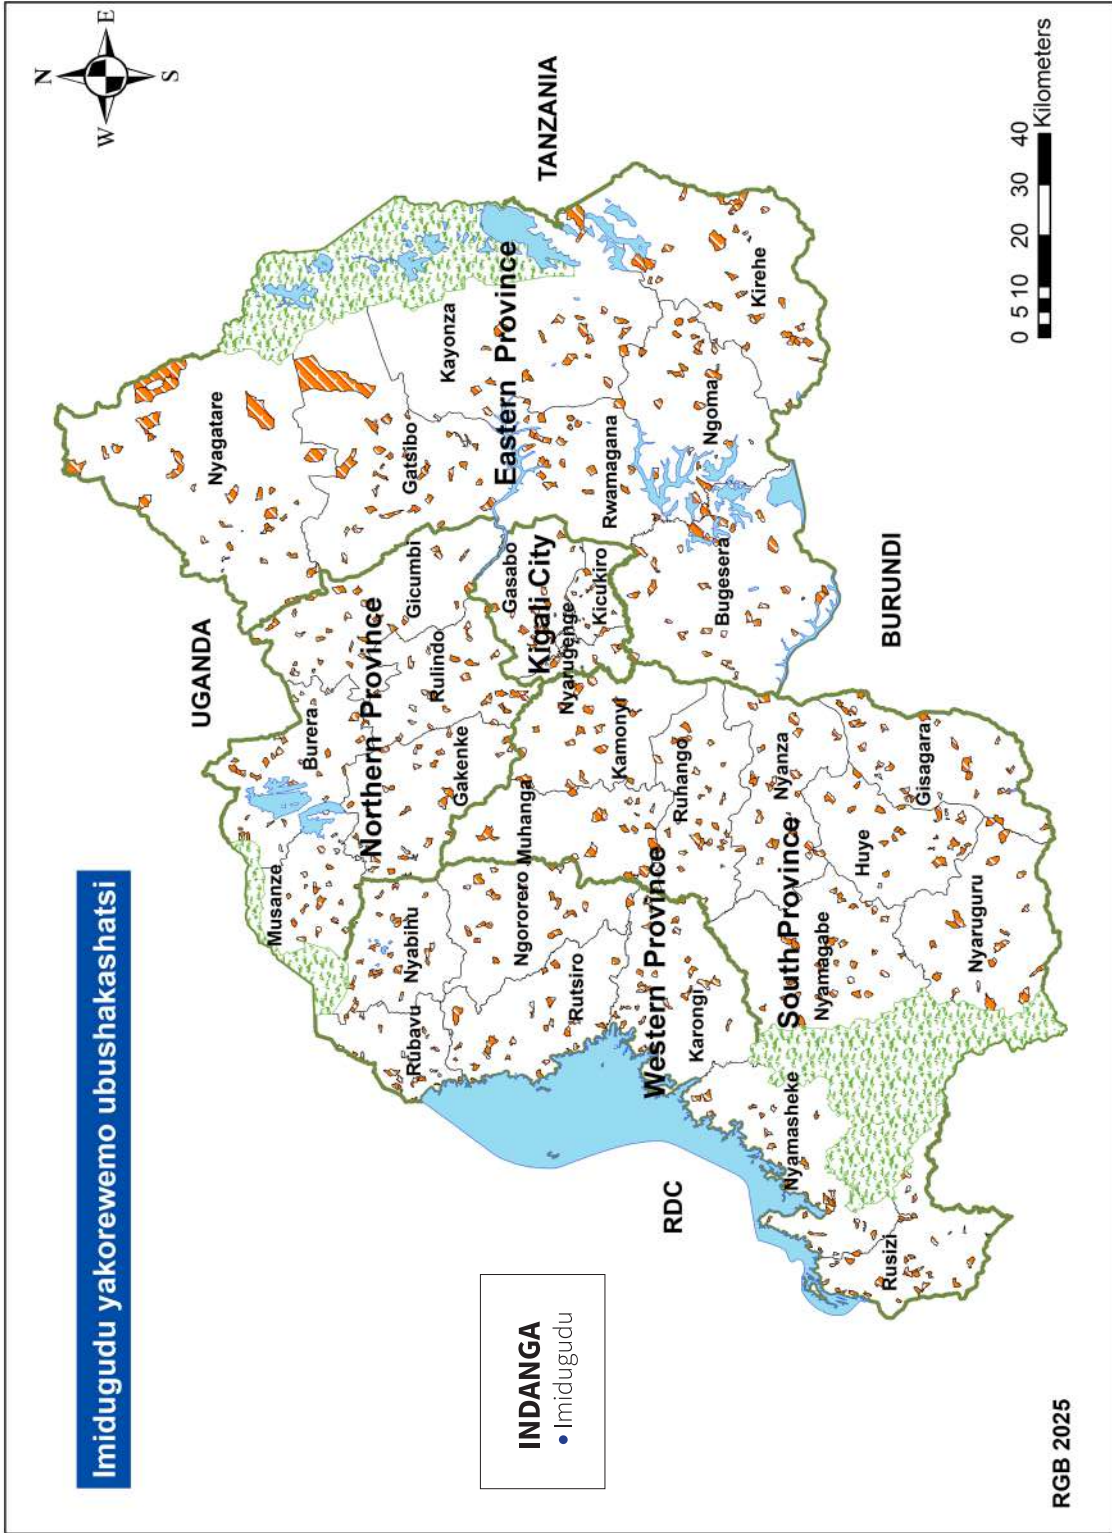 Imidugudu yakorewemo ubushakashatsi
N
W
E
S
UGANDA
TANZANIA
BURUNDI
RDC
Northern Province
Eastern Province
Kigali City
Western Province
South Province
Musanze
Burera
Gicumbi
Rulindo
Gakenke
Nyagatare
Gatsibo
Kayonza
Rwamagana
Ngoma
Kirehe
Bugesera
Gasabo
Nyarugenge
Kicukiro
Rubavu
Nyabihu
Ngororero
Rutsiro
Karongi
Nyamasheke
Rusizi
Muhanga
Kamonyi
Ruhango
Nyanza
Gisagara
Huye
Nyamagabe
Nyaruguru
INDANGA
• Imidugudu
0 5 10 20 30 40
Kilometers
RGB 2025